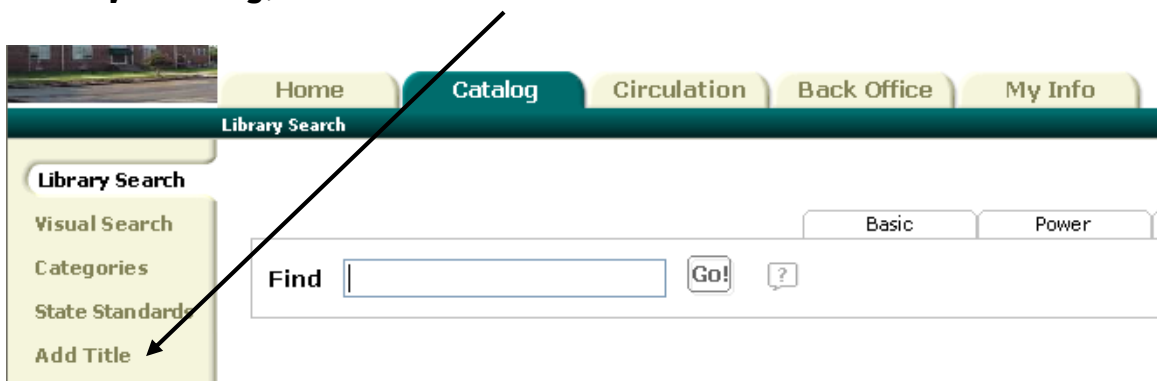 Home Catalog Circulation Back Office My Info
Library Search
Library Search
Visual Search
Basic Power
Categories
Find Go! ?
State Standards
Add Title